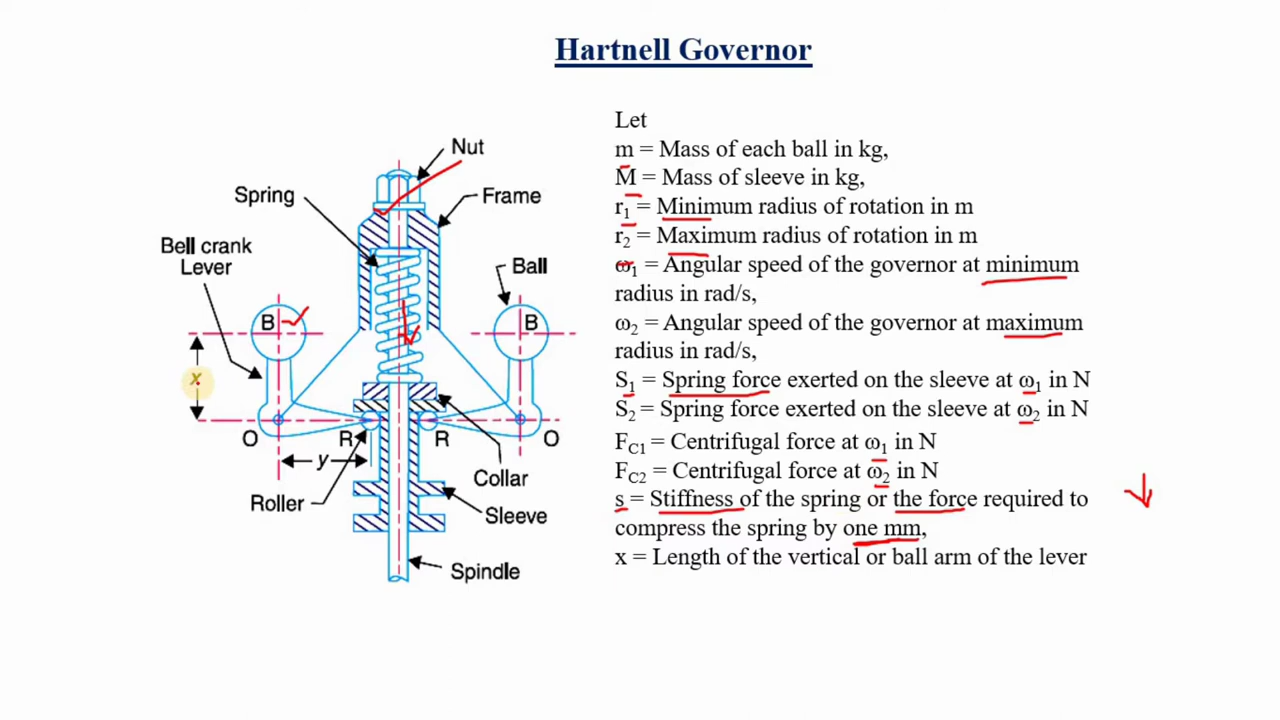 Hartnell Governor
Nut
Spring
Frame
Bell crank
Lever
Ball
B
B
x
O
R
R
O
y
Collar
Roller
Sleeve
Spindle
Let
m = Mass of each ball in kg,
M = Mass of sleeve in kg,
r₁ = Minimum radius of rotation in m
r₂ = Maximum radius of rotation in m
ω₁ = Angular speed of the governor at minimum
radius in rad/s,
ω₂ = Angular speed of the governor at maximum
radius in rad/s,
S₁ = Spring force exerted on the sleeve at ω₁ in N
S₂ = Spring force exerted on the sleeve at ω₂ in N
F_C1 = Centrifugal force at ω₁ in N
F_C2 = Centrifugal force at ω₂ in N
s = Stiffness of the spring or the force required to
compress the spring by one mm,
x = Length of the vertical or ball arm of the lever